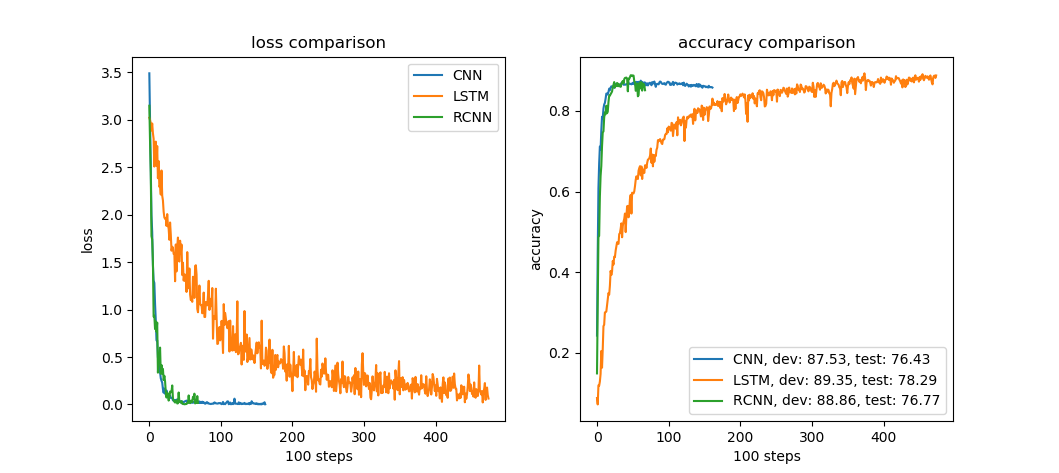 loss comparison
3.5
3.0
2.5
2.0
1.5
1.0
0.5
0.0
loss
CNN
LSTM
RCNN
0 100 200 300 400
100 steps
accuracy comparison
0.8
0.6
0.4
0.2
accuracy
CNN, dev: 87.53, test: 76.43
LSTM, dev: 89.35, test: 78.29
RCNN, dev: 88.86, test: 76.77
0 100 200 300 400
100 steps